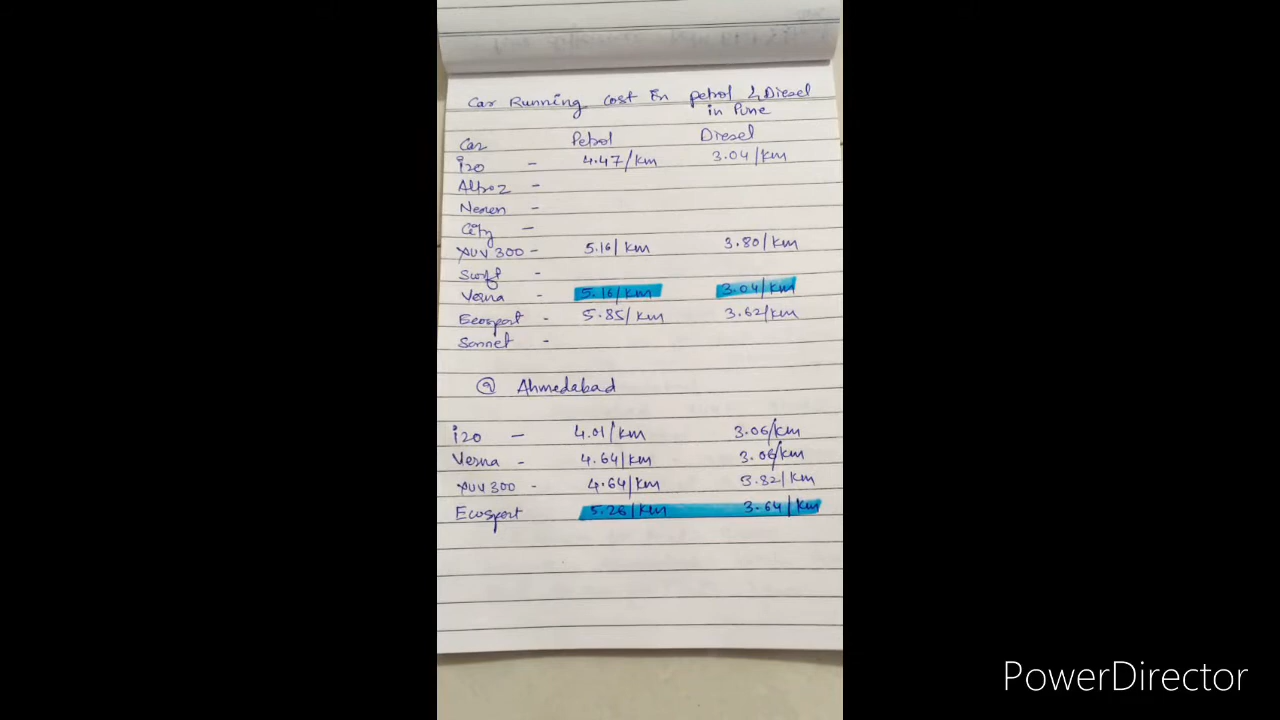 Car Running Cost In petrol & Diesel
in Pune
Car Petrol Diesel
i20 - 4.47/km 3.04/km
Altroz -
Nexon -
City -
XUV 300 - 5.16/km 3.80/km
Swift -
Verna - 5.16/km 3.04/km
Ecosport - 5.85/km 3.62/km
Sonnet -
@ Ahmedabad
i20 - 4.01/km 3.06/km
Verna - 4.64/km 3.06/km
XUV 300 - 4.64/km 3.82/km
Ecosport 5.26/km 3.64/km
PowerDirector